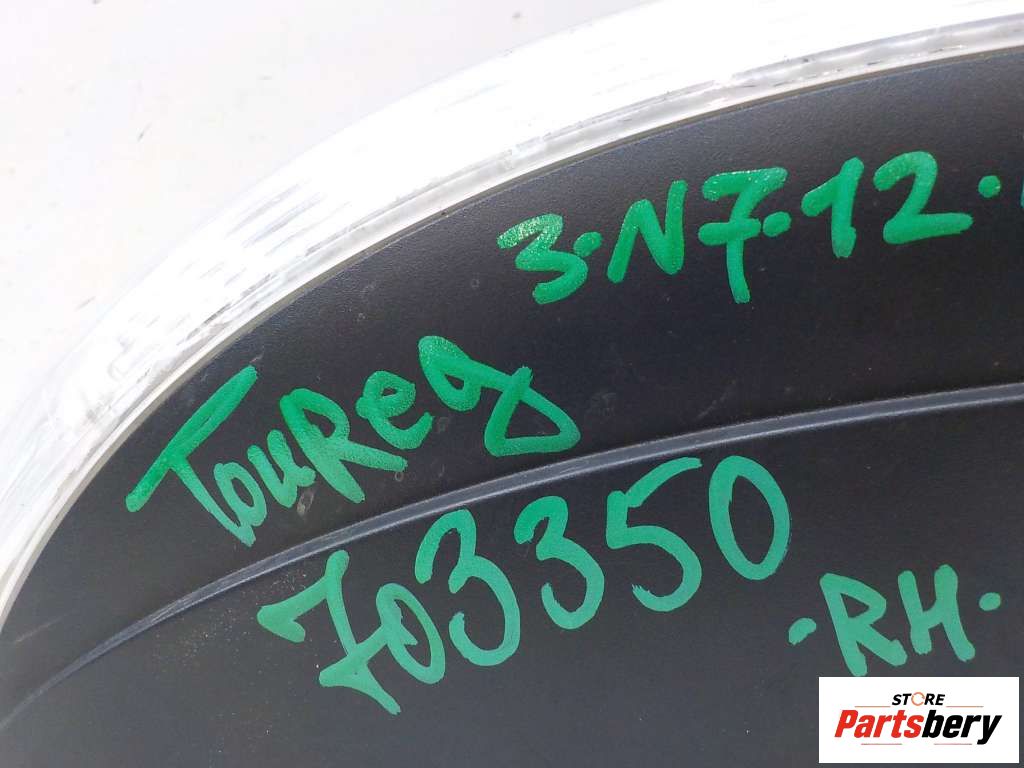 3·N7·12·
TouReg
703350
·RH·
STORE
Partsbery